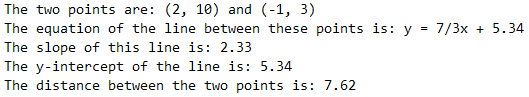 The two points are: (2, 10) and (-1, 3)
The equation of the line between these points is: y = 7/3x + 5.34
The slope of this line is: 2.33
The y-intercept of the line is: 5.34
The distance between the two points is: 7.62